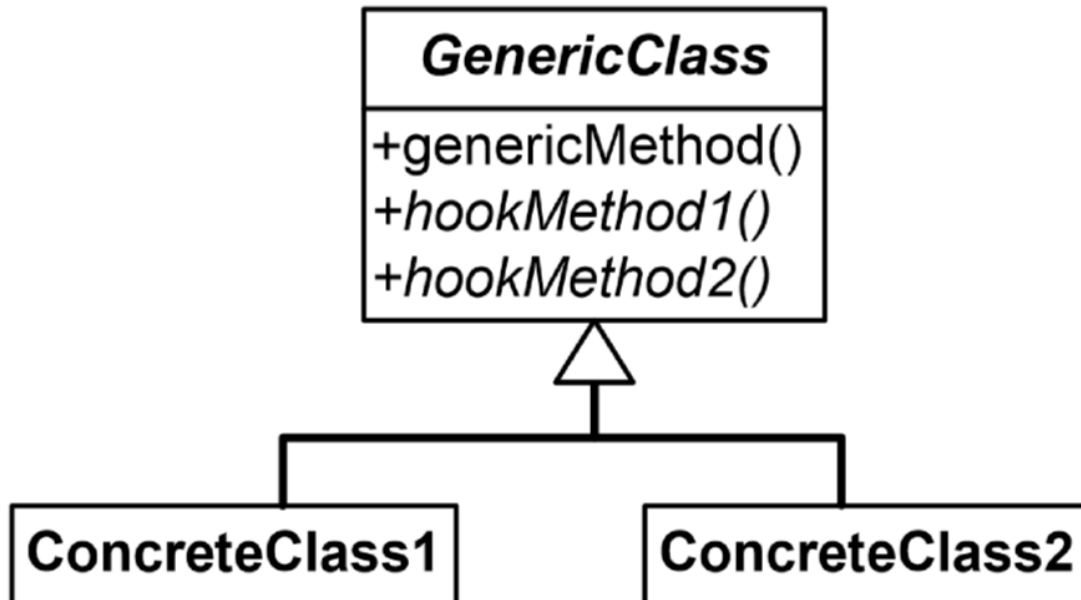 GenericClass
+genericMethod()
+hookMethod1()
+hookMethod2()
ConcreteClass1
ConcreteClass2